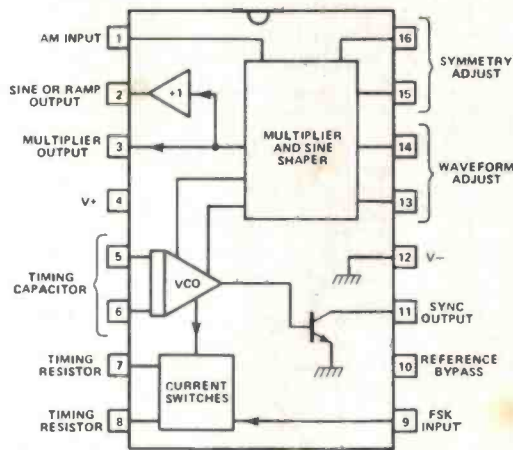 AM INPUT
1
SINE OR RAMP
OUTPUT
2
+1
MULTIPLIER
OUTPUT
3
V+
4
TIMING
CAPACITOR
5
6
TIMING
RESISTOR
7
TIMING
RESISTOR
8
MULTIPLIER
AND SINE
SHAPER
VCO
CURRENT
SWITCHES
16
SYMMETRY
ADJUST
15
14
WAVEFORM
ADJUST
13
12
V−
11
SYNC
OUTPUT
10
REFERENCE
BYPASS
9
FSK
INPUT